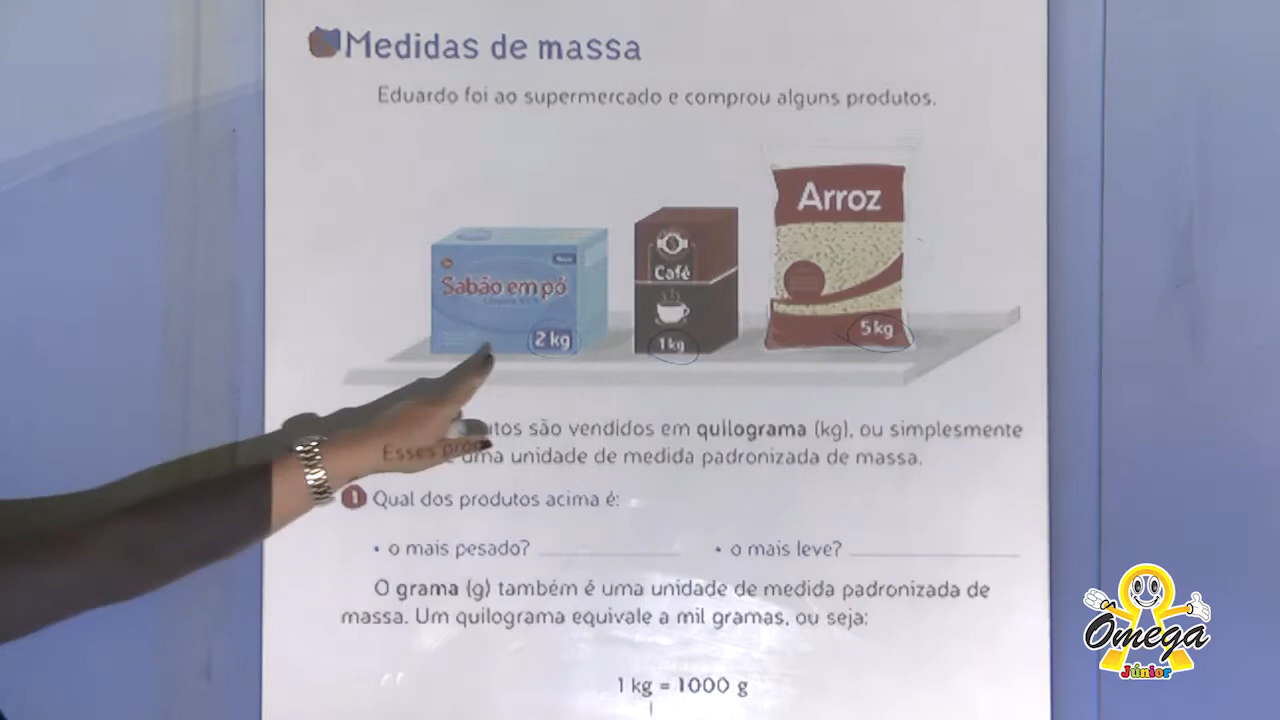 Medidas de massa
Eduardo foi ao supermercado e comprou alguns produtos.
Arroz
Café
Sabão em pó
2 kg
1 kg
5 kg
Esses utos são vendidos em quilograma (kg), ou simplesmente
uma unidade de medida padronizada de massa.
1 Qual dos produtos acima é:
• o mais pesado? • o mais leve?
O grama (g) também é uma unidade de medida padronizada de
massa. Um quilograma equivale a mil gramas, ou seja:
1 kg = 1000 g
Omega
Júnior